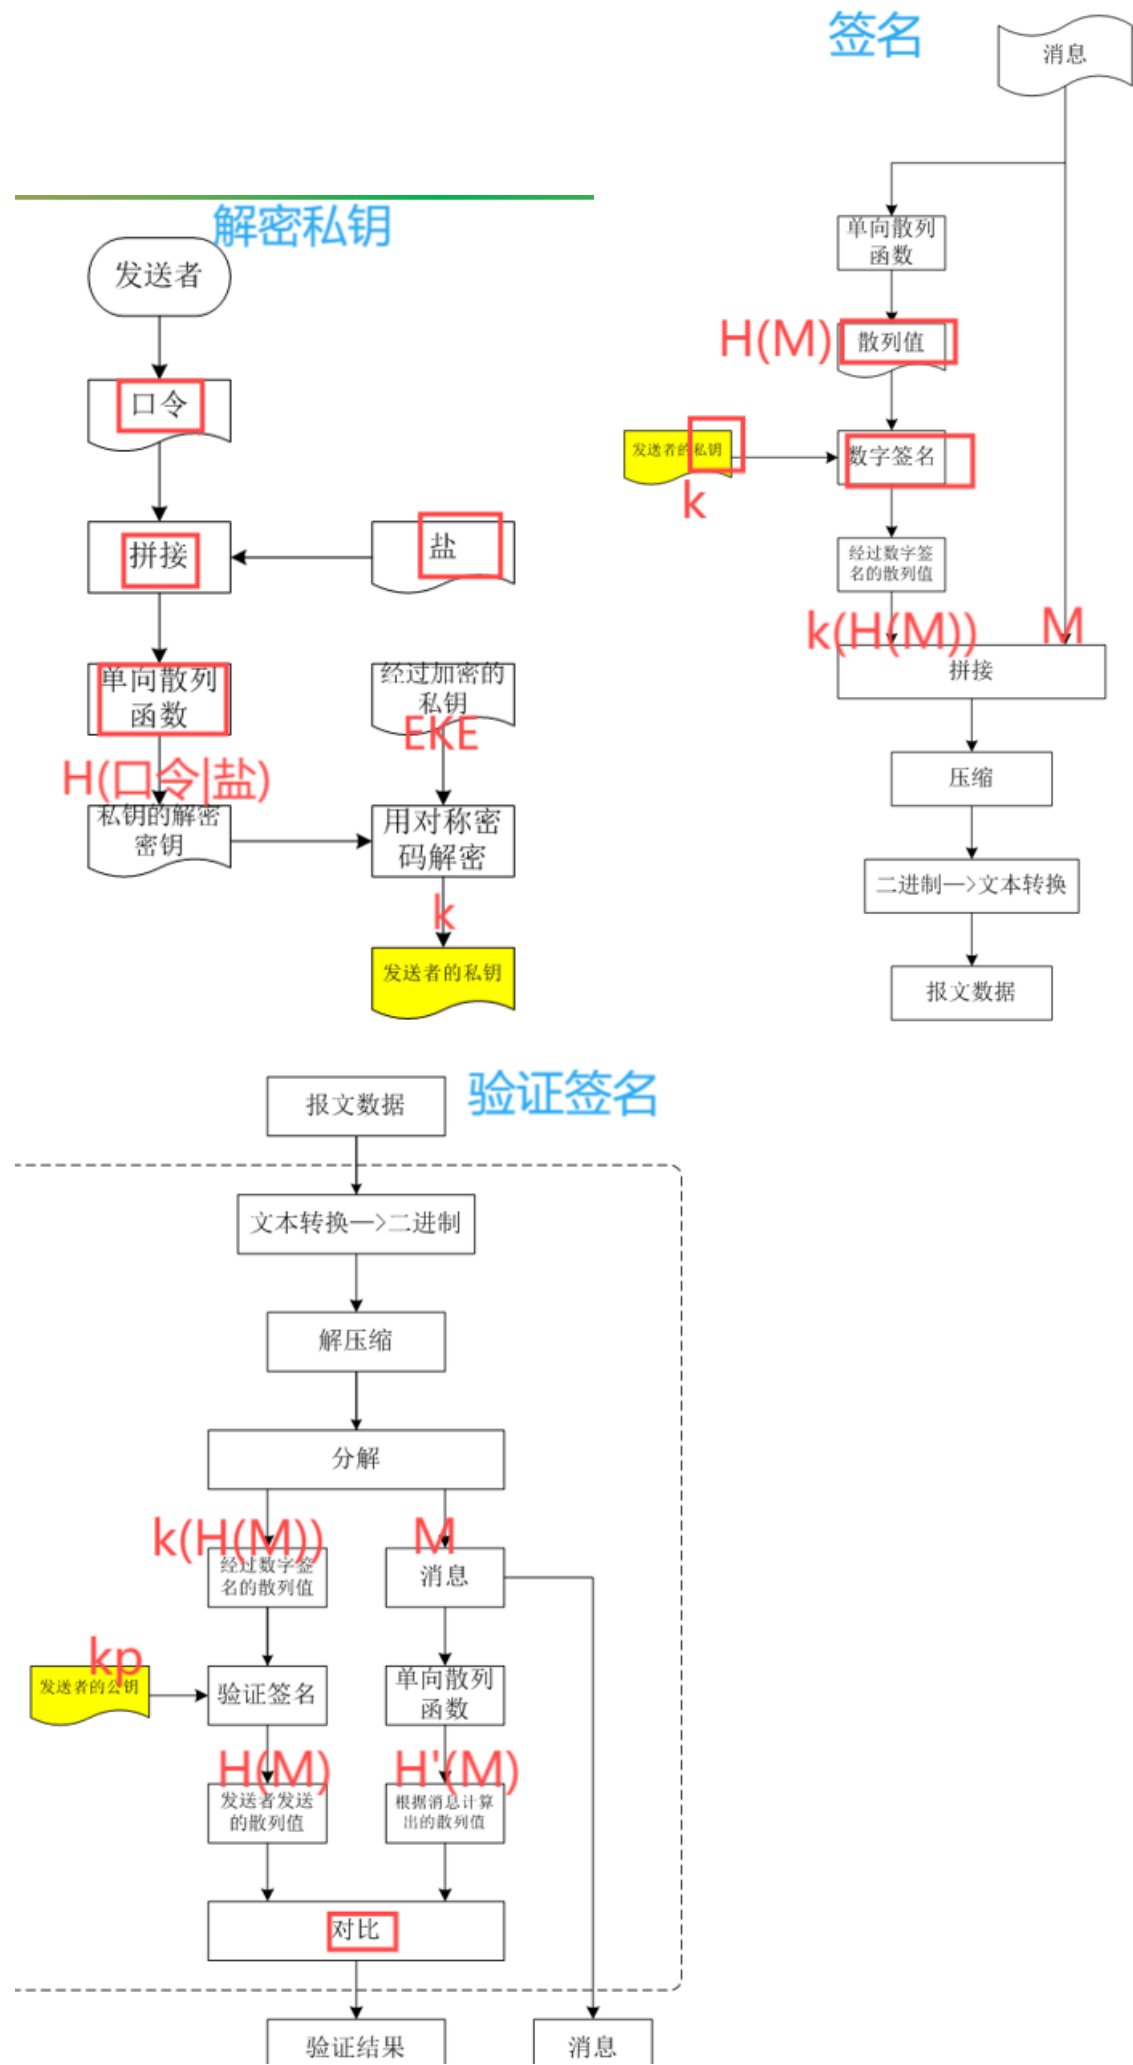 签名
消息
单向散列
函数
H(M)
散列值
发送者的私钥
k
数字签名
经过数字签
名的散列值
k(H(M))
M
拼接
压缩
二进制—>文本转换
报文数据
解密私钥
发送者
口令
拼接
盐
单向散列
函数
经过加密的
私钥
EKE
H(口令|盐)
私钥的解密
密钥
用对称密
码解密
k
发送者的私钥
验证签名
报文数据
文本转换—>二进制
解压缩
分解
k(H(M))
M
经过数字签
名的散列值
消息
kp
发送者的公钥
验证签名
单向散列
函数
H(M)
H'(M)
发送者发送
的散列值
根据消息计算
出的散列值
对比
验证结果
消息